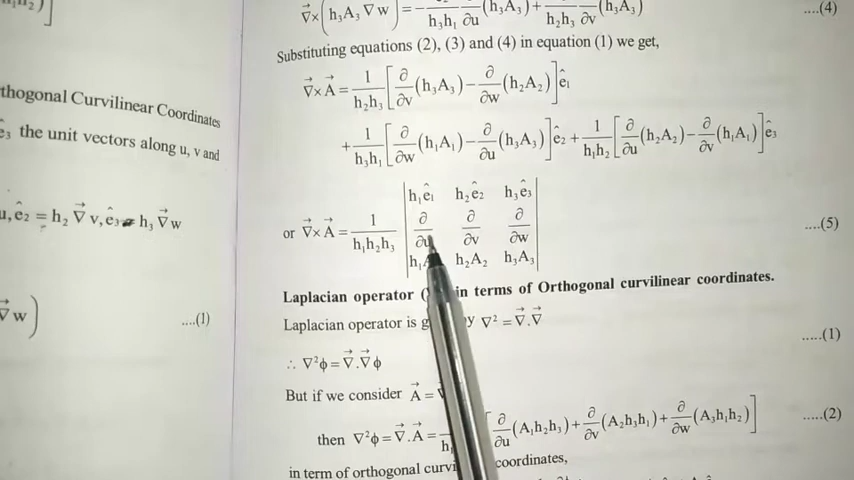 h₁h₂)]
thogonal Curvilinear Coordinates
ê₃ the unit vectors along u, v and
u, ê₂ = h₂ ∇⃗ v, ê₃ = h₃ ∇⃗ w
∇⃗ w) ....(1)
∇⃗×(h₃A₃ ∇ w) = − /h₃h₁ ∂/∂u (h₃A₃) + /h₂h₃ ∂/∂v (h₃A₃) ....(4)
Substituting equations (2), (3) and (4) in equation (1) we get,
∇⃗×A⃗ = 1/h₂h₃ [∂/∂v (h₃A₃) − ∂/∂w (h₂A₂)] ê₁
+ 1/h₃h₁ [∂/∂w (h₁A₁) − ∂/∂u (h₃A₃)] ê₂ + 1/h₁h₂ [∂/∂u (h₂A₂) − ∂/∂v (h₁A₁)] ê₃
h₁ê₁ h₂ê₂ h₃ê₃
or ∇⃗×A⃗ = 1/h₁h₂h₃ | ∂/∂u ∂/∂v ∂/∂w | ....(5)
h₁A h₂A₂ h₃A₃
Laplacian operator ( in terms of Orthogonal curvilinear coordinates.
Laplacian operator is g y ∇² = ∇⃗.∇⃗ .....(1)
∴ ∇²ϕ = ∇⃗.∇⃗ ϕ
But if we consider A⃗ =
then ∇²ϕ = ∇⃗.A⃗ = [∂/∂u (A₁h₂h₃) + ∂/∂v (A₂h₃h₁) + ∂/∂w (A₃h₁h₂)] .....(2)
in term of orthogonal curvi coordinates,